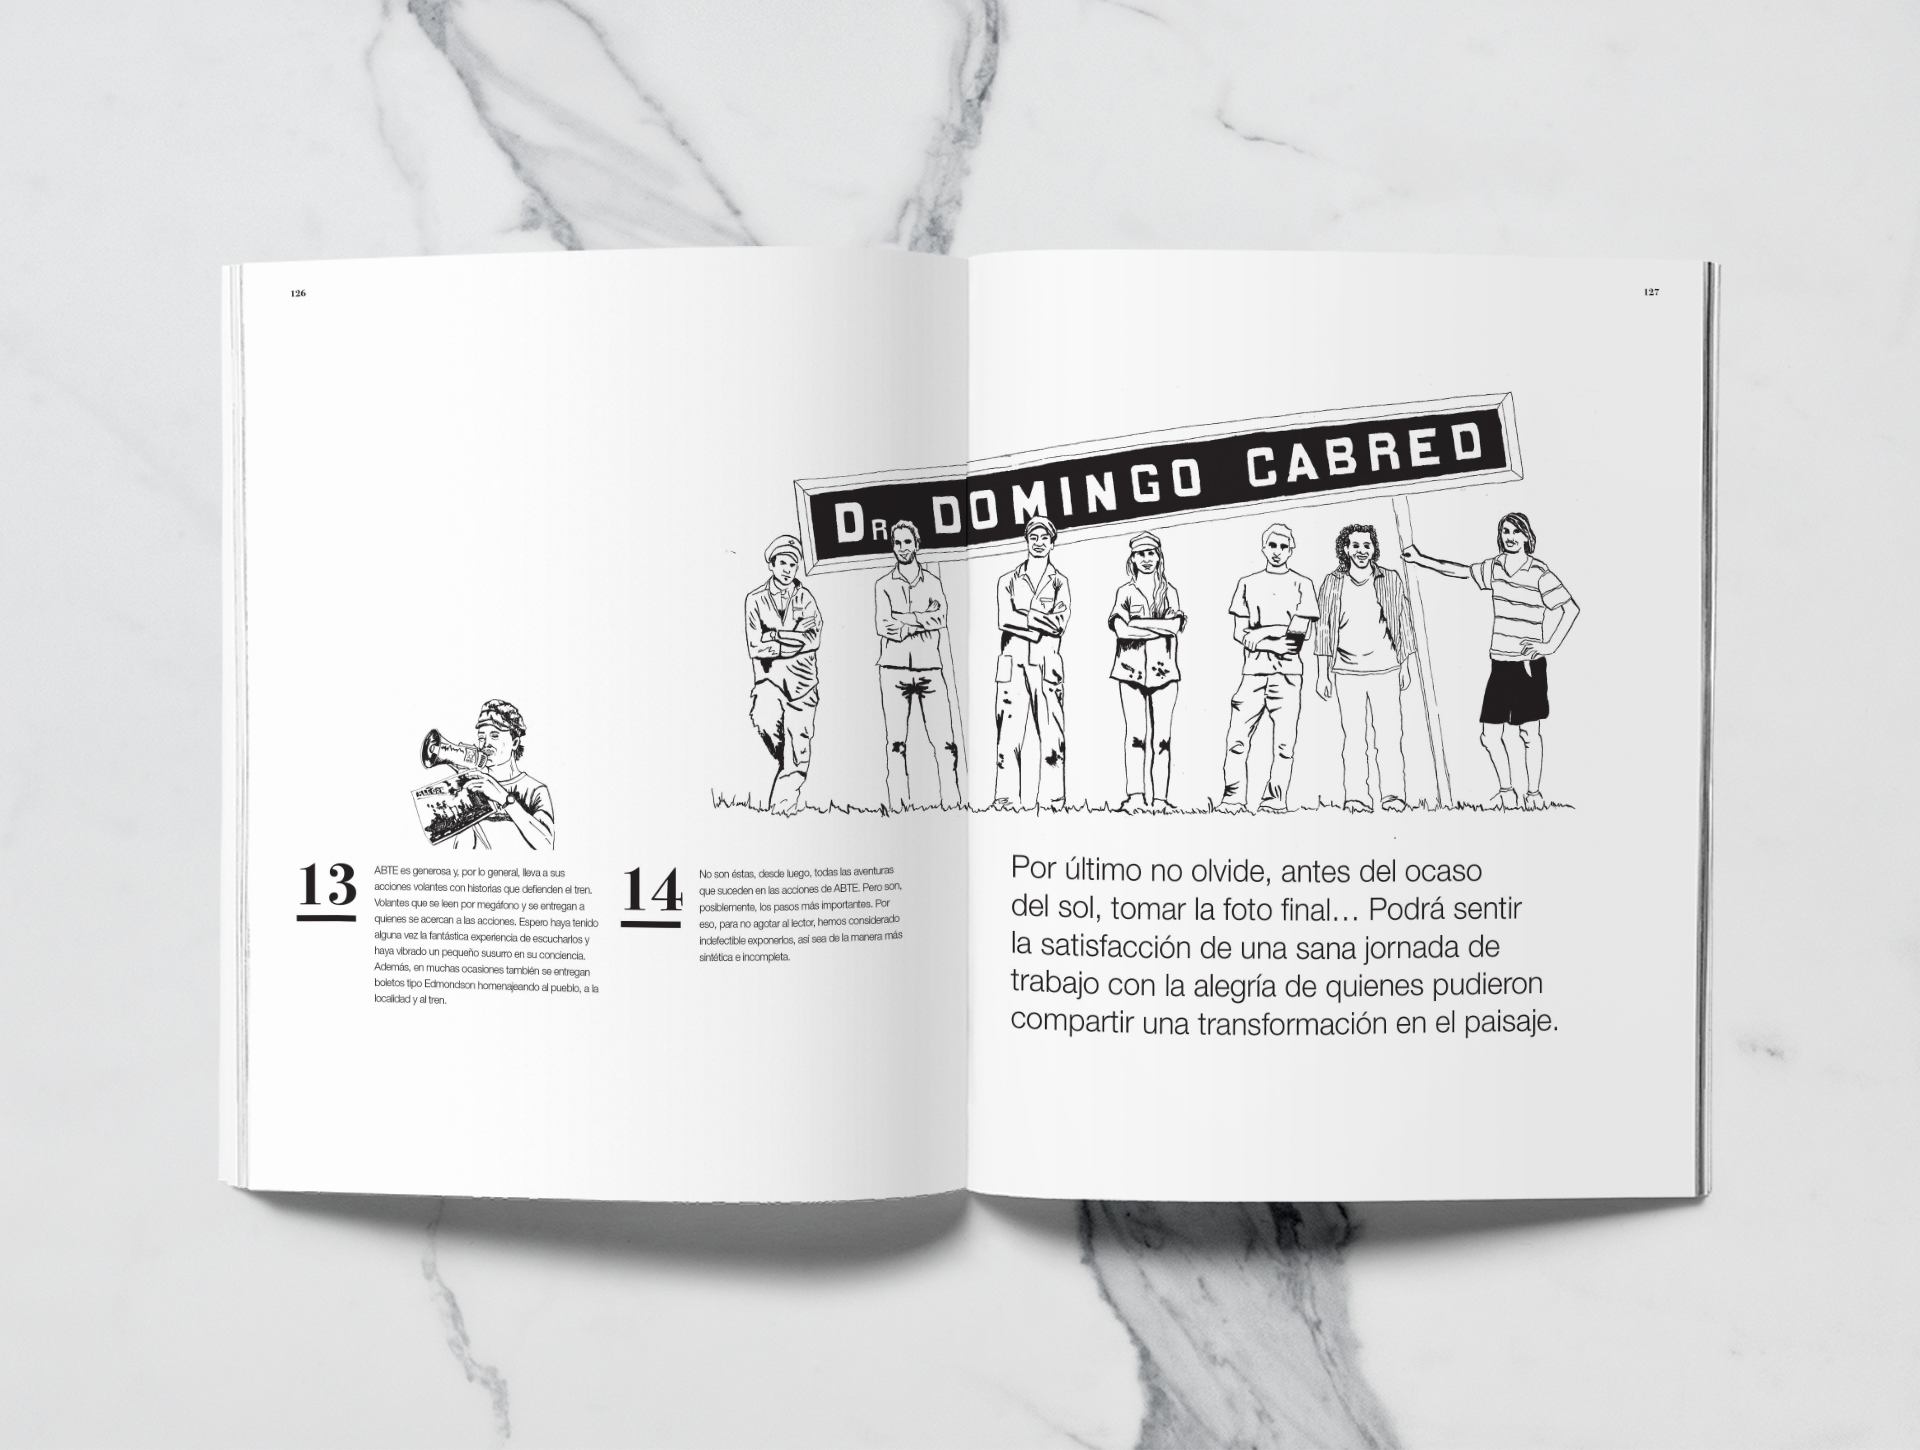 126
127
DR DOMINGO CABRED
13
ABTE es generosa y, por lo general, lleva a sus
acciones volantes con historias que defienden el tren.
Volantes que se leen por megáfono y se entregan a
quienes se acercan a las acciones. Espero haya tenido
alguna vez la fantástica experiencia de escucharlos y
haya vibrado un pequeño susurro en su conciencia.
Además, en muchas ocasiones también se entregan
boletos tipo Edmondson homenajeando al pueblo, a la
localidad y al tren.
14
No son éstas, desde luego, todas las aventuras
que suceden en las acciones de ABTE. Pero son,
posiblemente, los pasos más importantes. Por
eso, para no agotar al lector, hemos considerado
indefectible exponerlos, así sea de la manera más
sintética e incompleta.
Por último no olvide, antes del ocaso
del sol, tomar la foto final... Podrá sentir
la satisfacción de una sana jornada de
trabajo con la alegría de quienes pudieron
compartir una transformación en el paisaje.